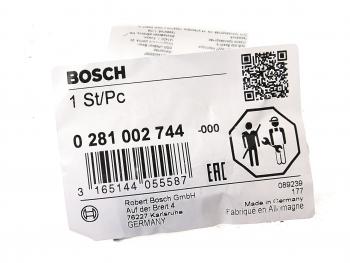 BOSCH
1 St/Pc
0 281 002 744 -000
3 165144 055587
EAC
089239
177
Robert Bosch GmbH
Auf der Breit 4
76227 Karlsruhe
GERMANY
Made in Germany
Fabriqué en Allemagne